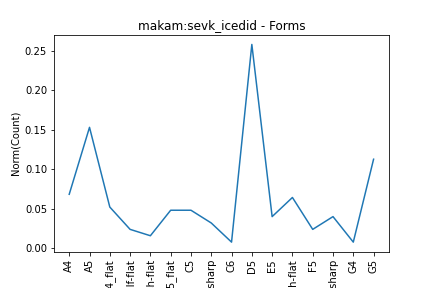 makam:sevk_icedid - Forms
Norm(Count)
0.25
0.20
0.15
0.10
0.05
0.00
A4
A5
4_flat
lf-flat
h-flat
5_flat
C5
sharp
C6
D5
E5
h-flat
F5
sharp
G4
G5